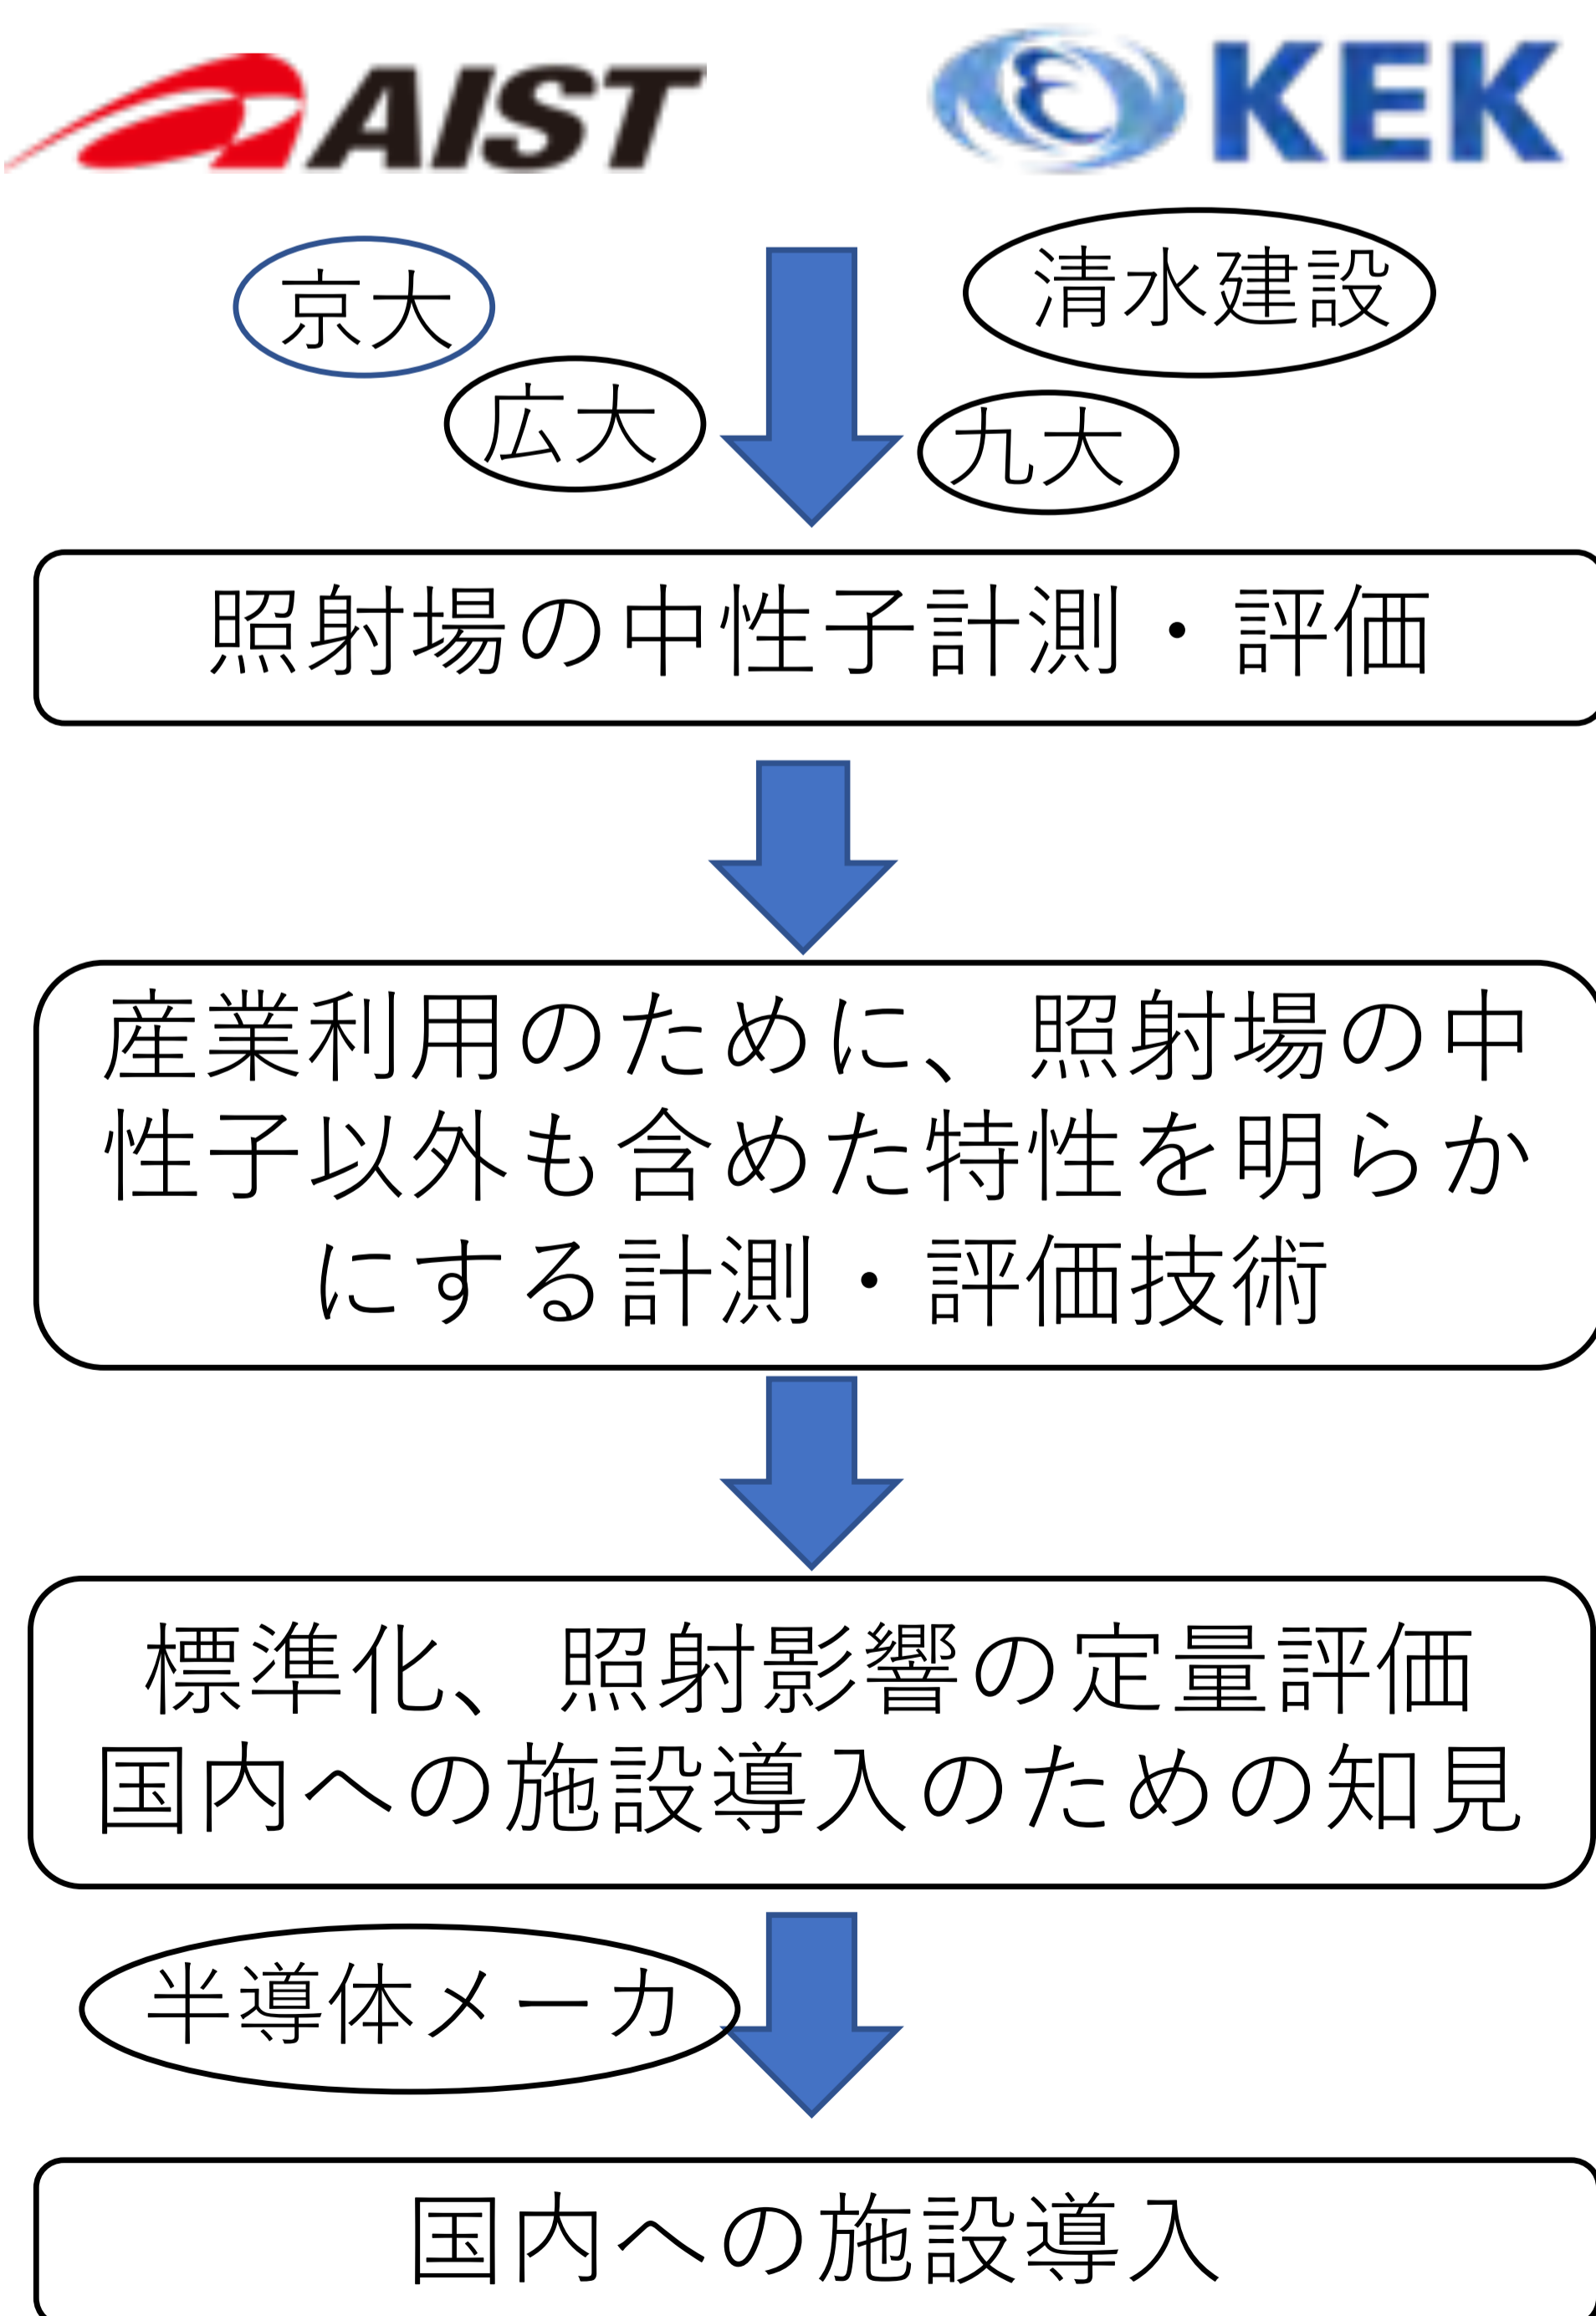 AIST
KEK
京大
清水建設
広大
九大
照射場の中性子計測・評価
産業利用のために、照射場の中
性子以外も含めた特性を明らか
にする計測・評価技術
標準化、照射影響の定量評価
国内への施設導入のための知見
半導体メーカ
国内への施設導入